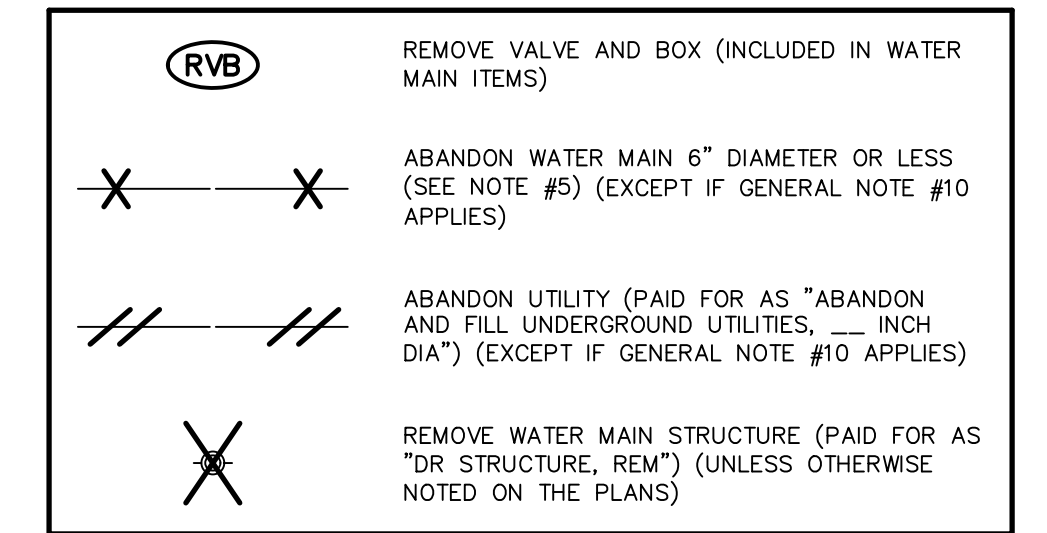 RVB
REMOVE VALVE AND BOX (INCLUDED IN WATER
MAIN ITEMS)
ABANDON WATER MAIN 6" DIAMETER OR LESS
(SEE NOTE #5) (EXCEPT IF GENERAL NOTE #10
APPLIES)
ABANDON UTILITY (PAID FOR AS "ABANDON
AND FILL UNDERGROUND UTILITIES, __ INCH
DIA") (EXCEPT IF GENERAL NOTE #10 APPLIES)
REMOVE WATER MAIN STRUCTURE (PAID FOR AS
"DR STRUCTURE, REM") (UNLESS OTHERWISE
NOTED ON THE PLANS)